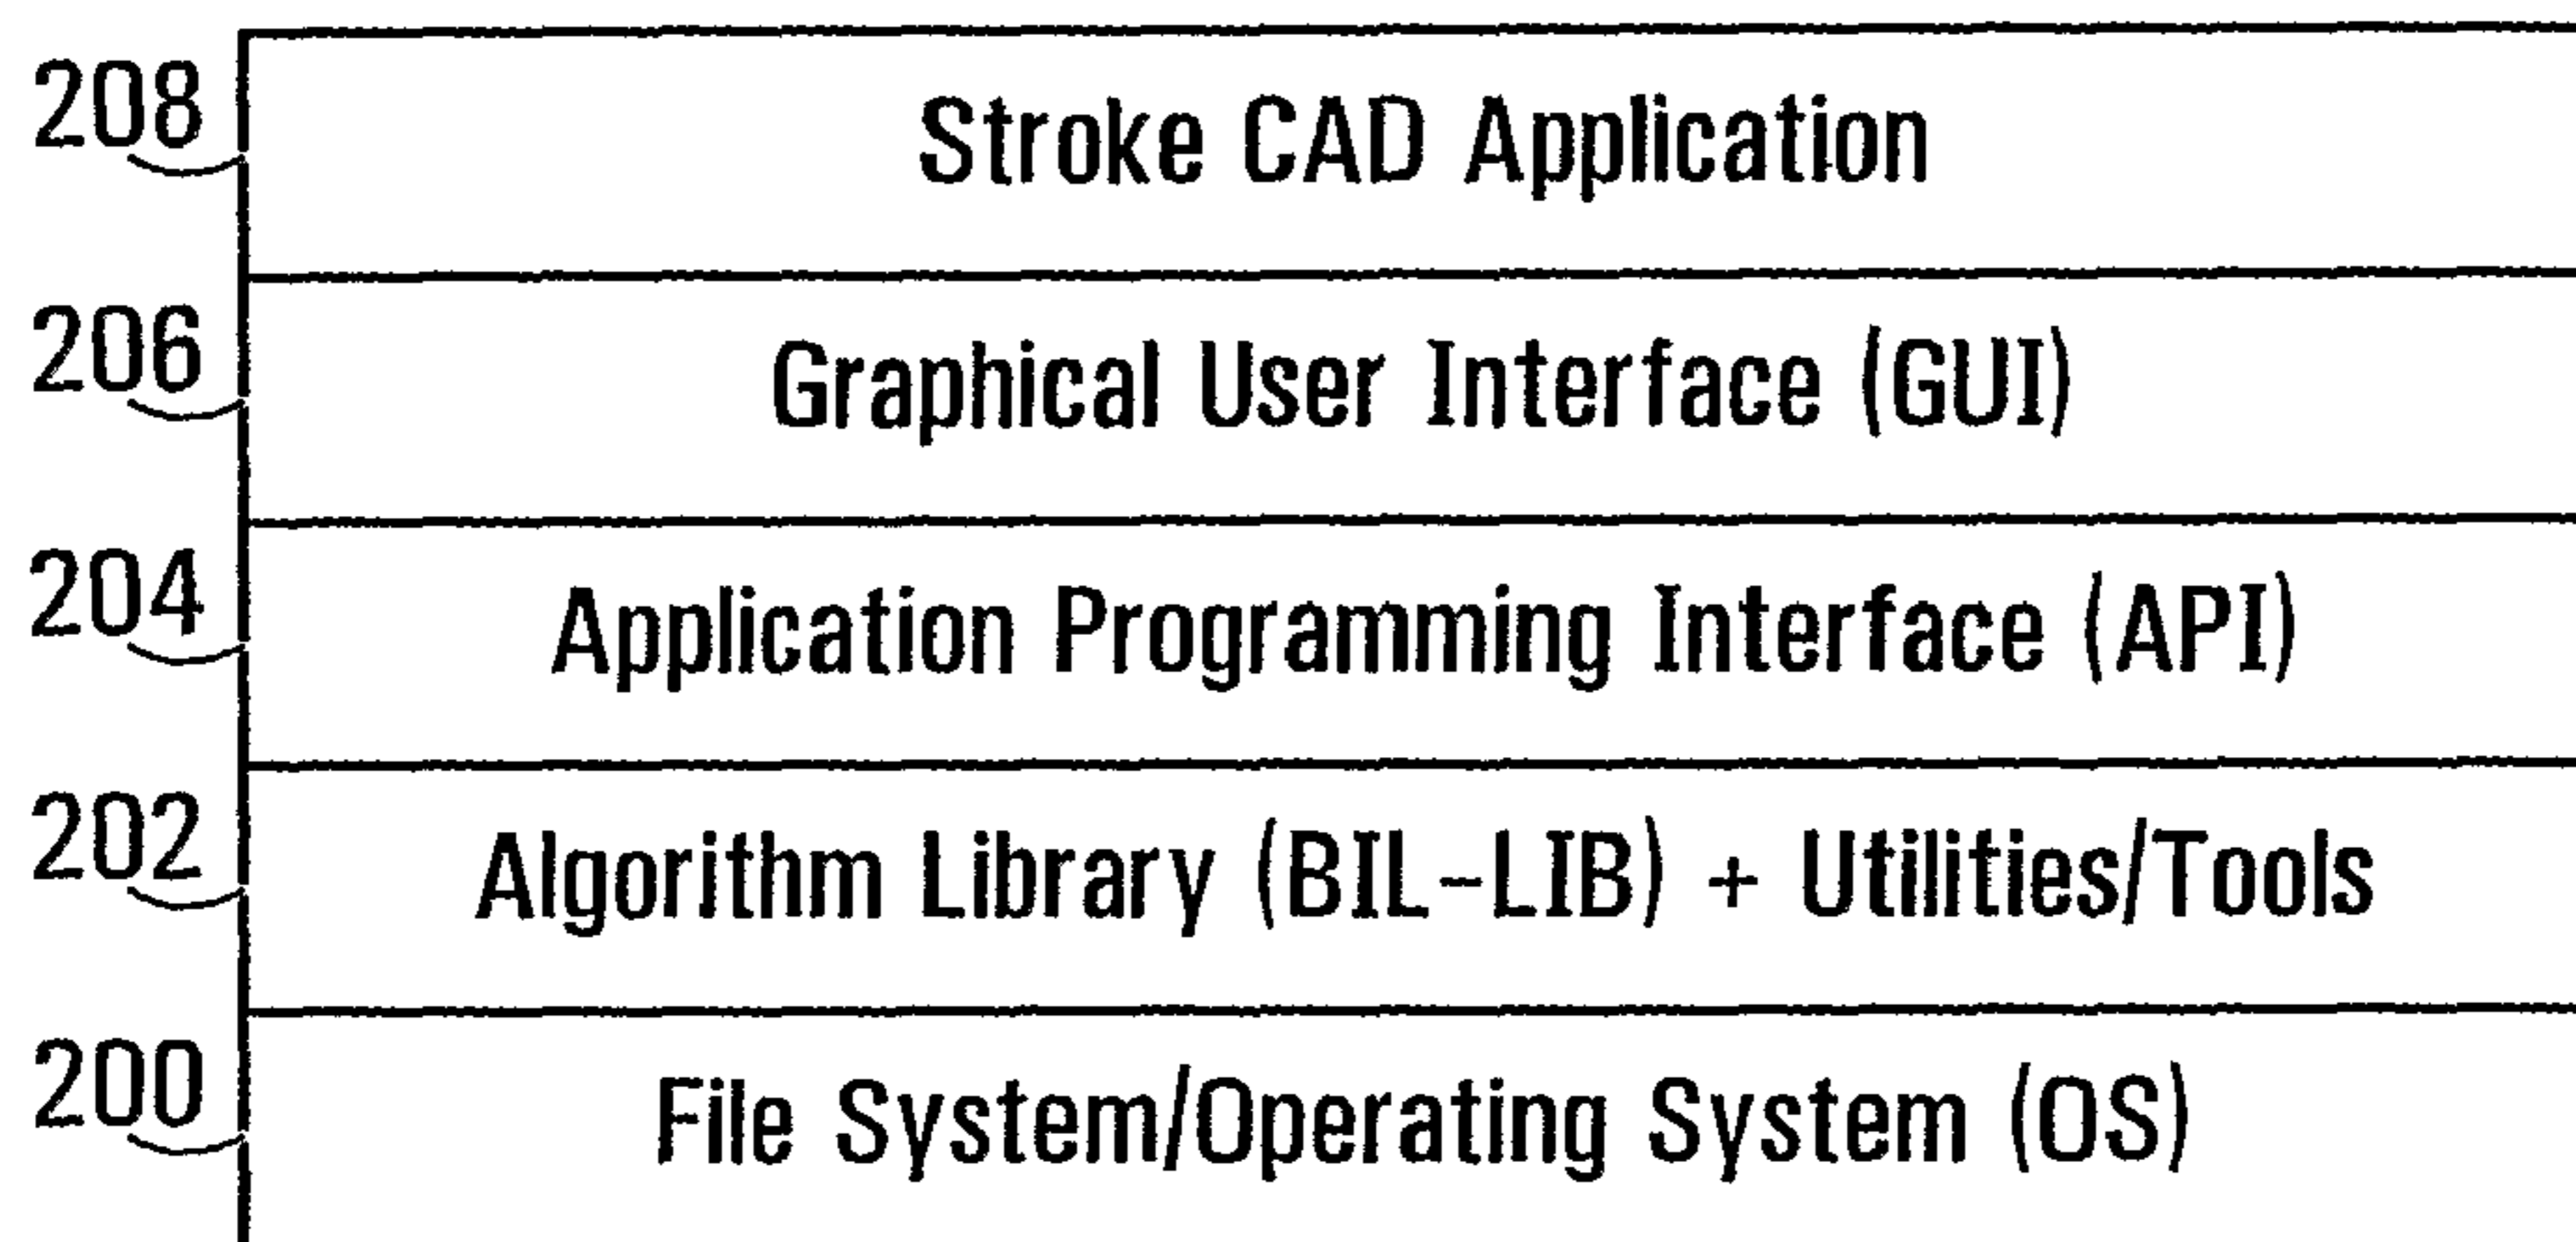 208 Stroke CAD Application
206 Graphical User Interface (GUI)
204 Application Programming Interface (API)
202 Algorithm Library (BIL-LIB) + Utilities/Tools
200 File System/Operating System (OS)